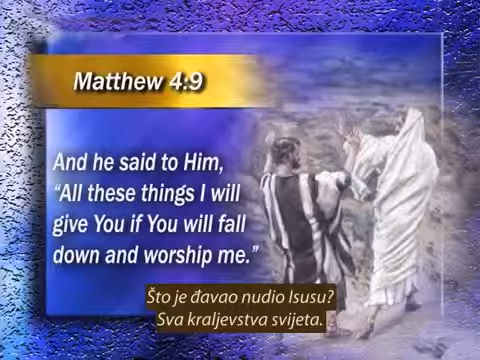 Matthew 4:9
And he said to Him,
“All these things I will
give You if You will fall
down and worship me.”
Što je đavao nudio Isusu?
Sva kraljevstva svijeta.